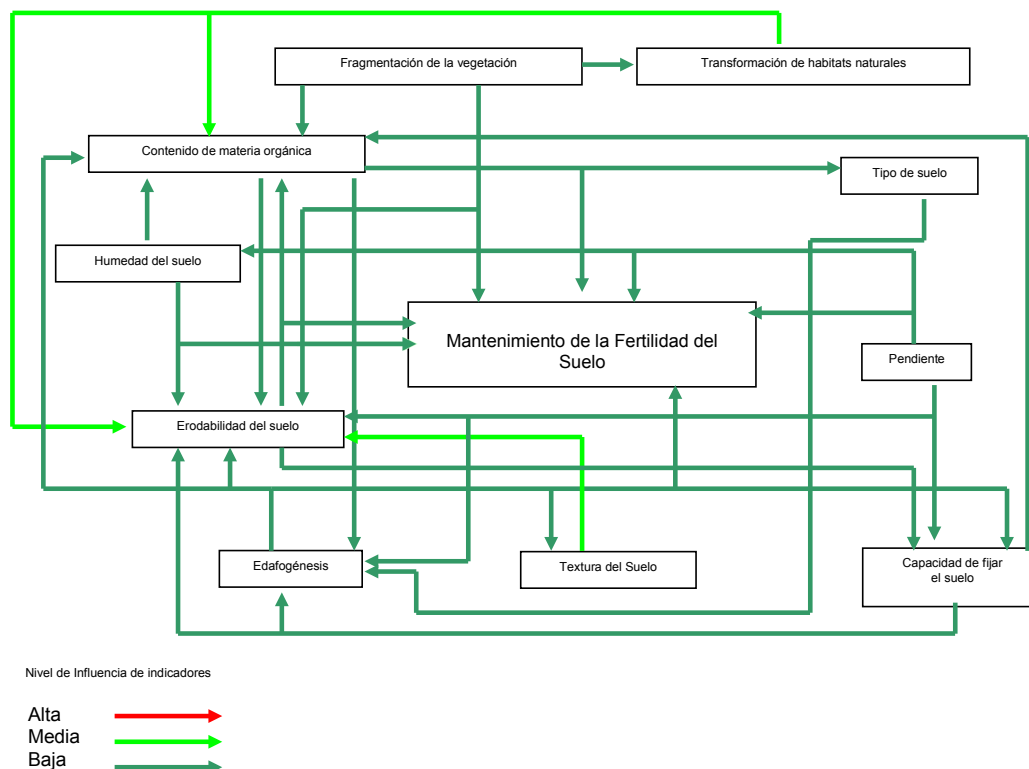 Fragmentación de la vegetación
Transformación de habitats naturales
Contenido de materia orgánica
Tipo de suelo
Humedad del suelo
Mantenimiento de la Fertilidad del
Suelo
Pendiente
Erodabilidad del suelo
Edafogénesis
Textura del Suelo
Capacidad de fijar
el suelo
Nivel de Influencia de indicadores
Alta
Media
Baja